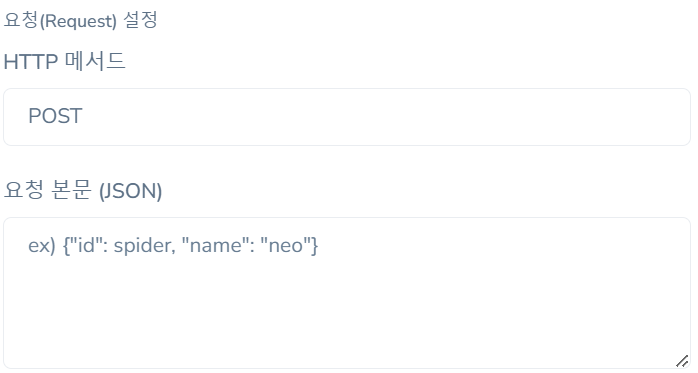 요청(Request) 설정
HTTP 메서드
POST
요청 본문 (JSON)
ex) {"id": spider, "name": "neo"}